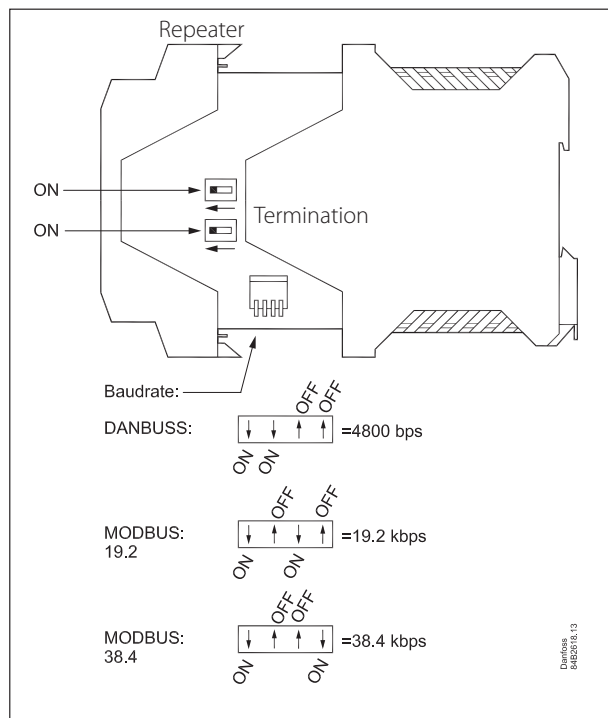 Repeater
ON
Termination
ON
Baudrate:
OFF OFF
DANBUSS: =4800 bps
ON ON
OFF OFF
MODBUS: =19.2 kbps
19.2
ON ON
OFF OFF
MODBUS: =38.4 kbps
38.4
ON ON
Danfoss
84B2618.13